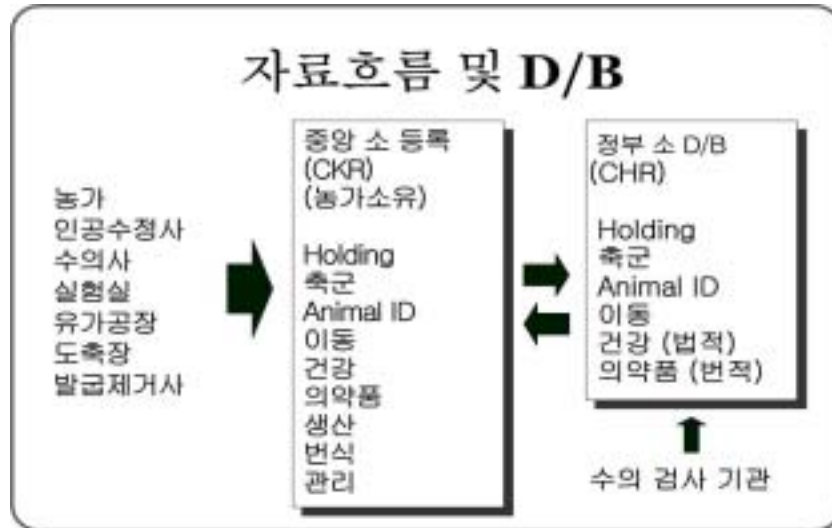 자료흐름 및 D/B
농가
인공수정사
수의사
실험실
유가공장
도축장
발굽제거사
중앙 소 등록
(CKR)
(농가소유)
Holding
축군
Animal ID
이동
건강
의약품
생산
번식
관리
정부 소 D/B
(CHR)
Holding
축군
Animal ID
이동
건강 (법적)
의약품 (번적)
수의 검사 기관